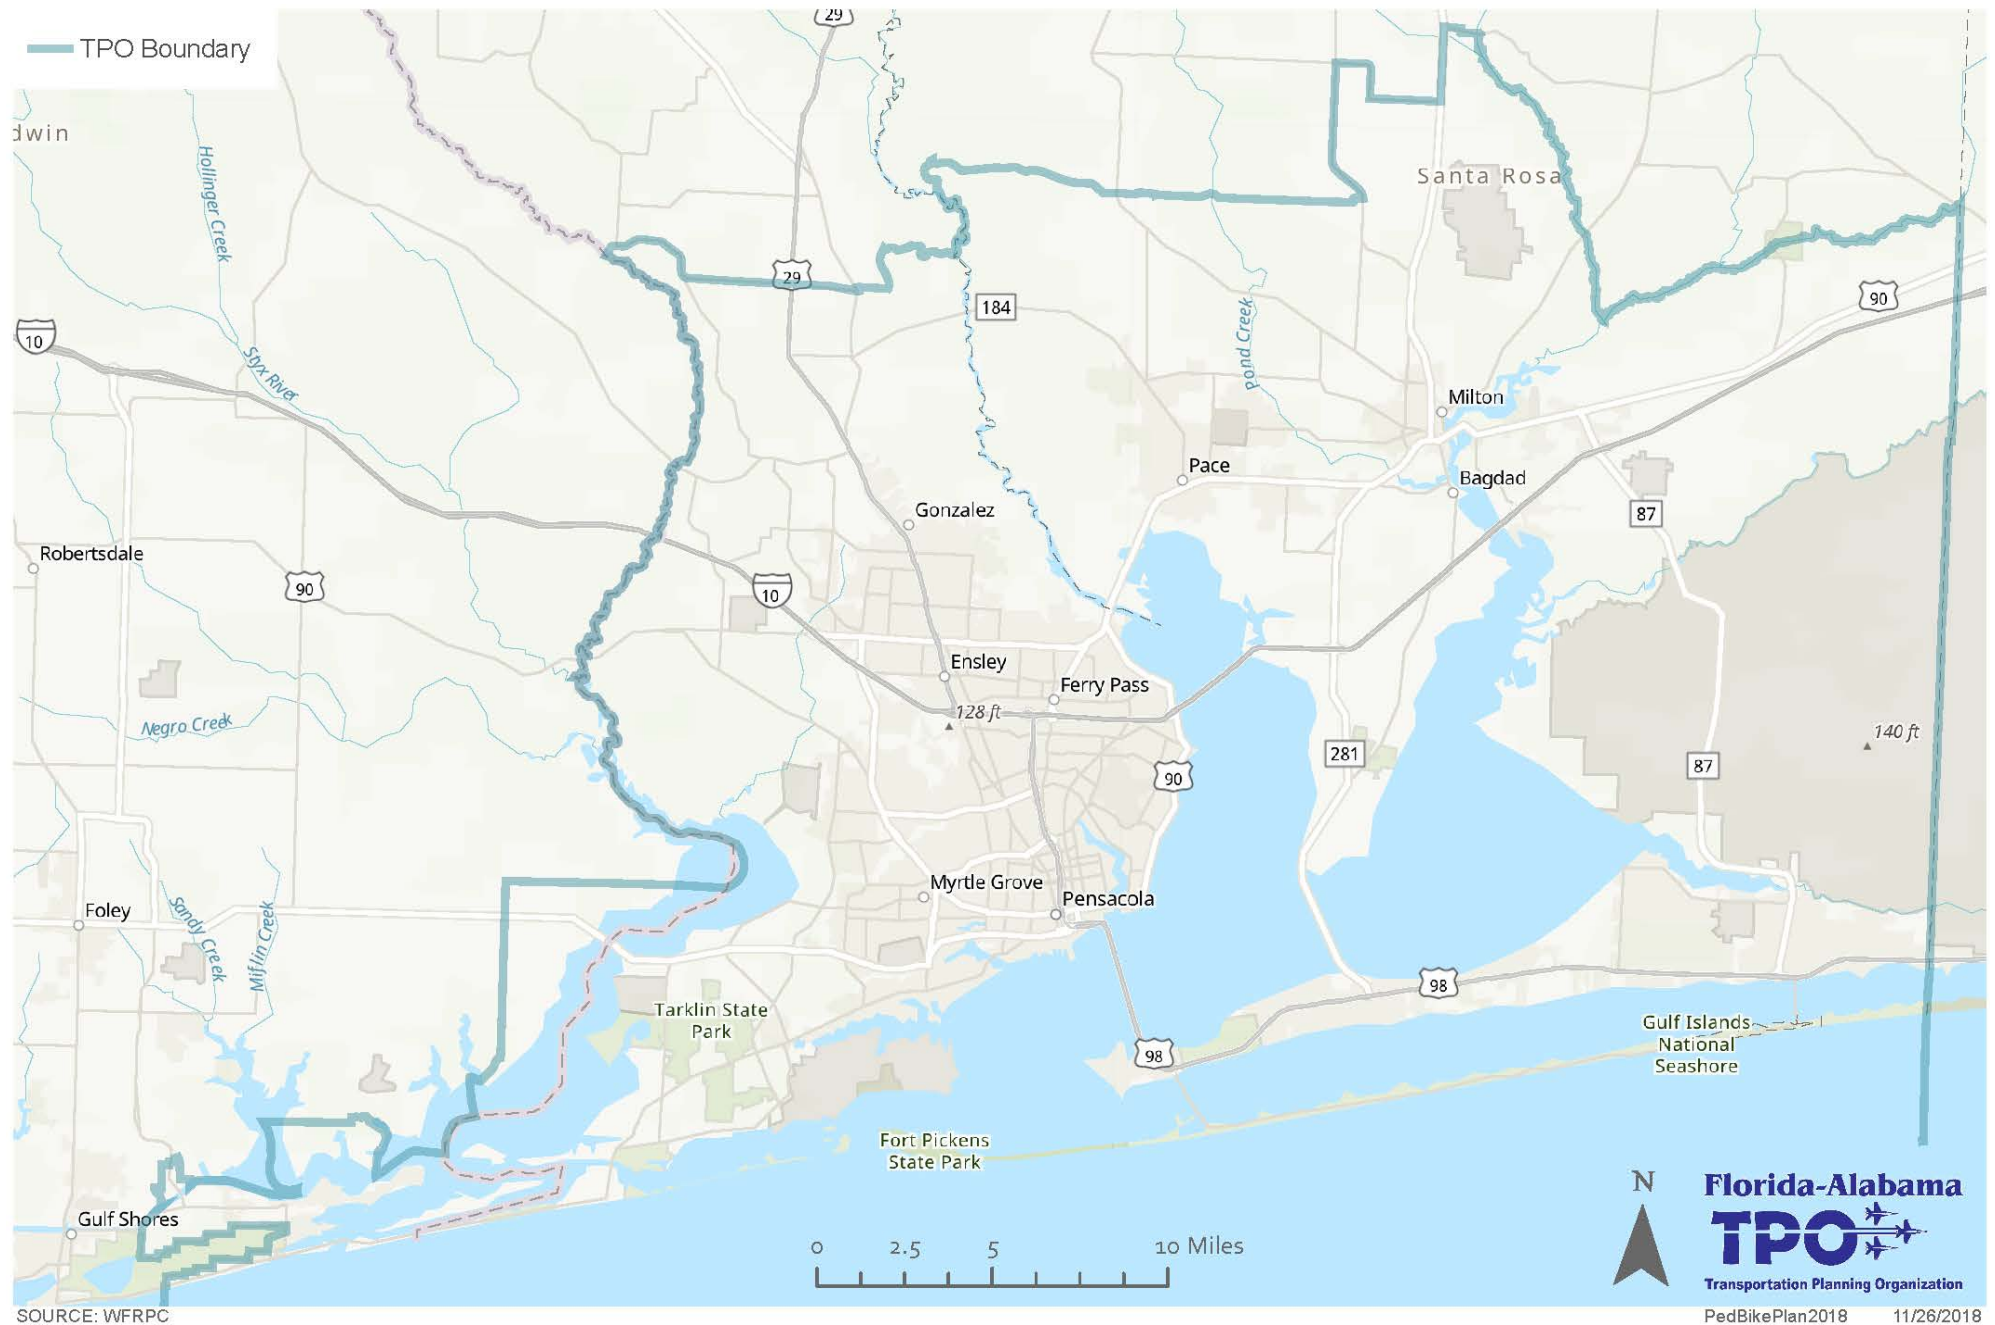 TPO Boundary
29
dwin
Hollinger Creek
Santa Rosa
29
184
90
10
Styx River
Pond Creek
Milton
Pace
Bagdad
Gonzalez
87
Robertsdale
90
10
Ensley
Ferry Pass
128 ft
Negro Creek
140 ft
281
87
90
Myrtle Grove
Pensacola
Foley
Sandy Creek
Miflin Creek
98
Tarklin State
Park
Gulf Islands
National
Seashore
98
Fort Pickens
State Park
Gulf Shores
N
Florida-Alabama
TPO
Transportation Planning Organization
0 2.5 5 10 Miles
SOURCE: WFRPC
PedBikePlan2018 11/26/2018